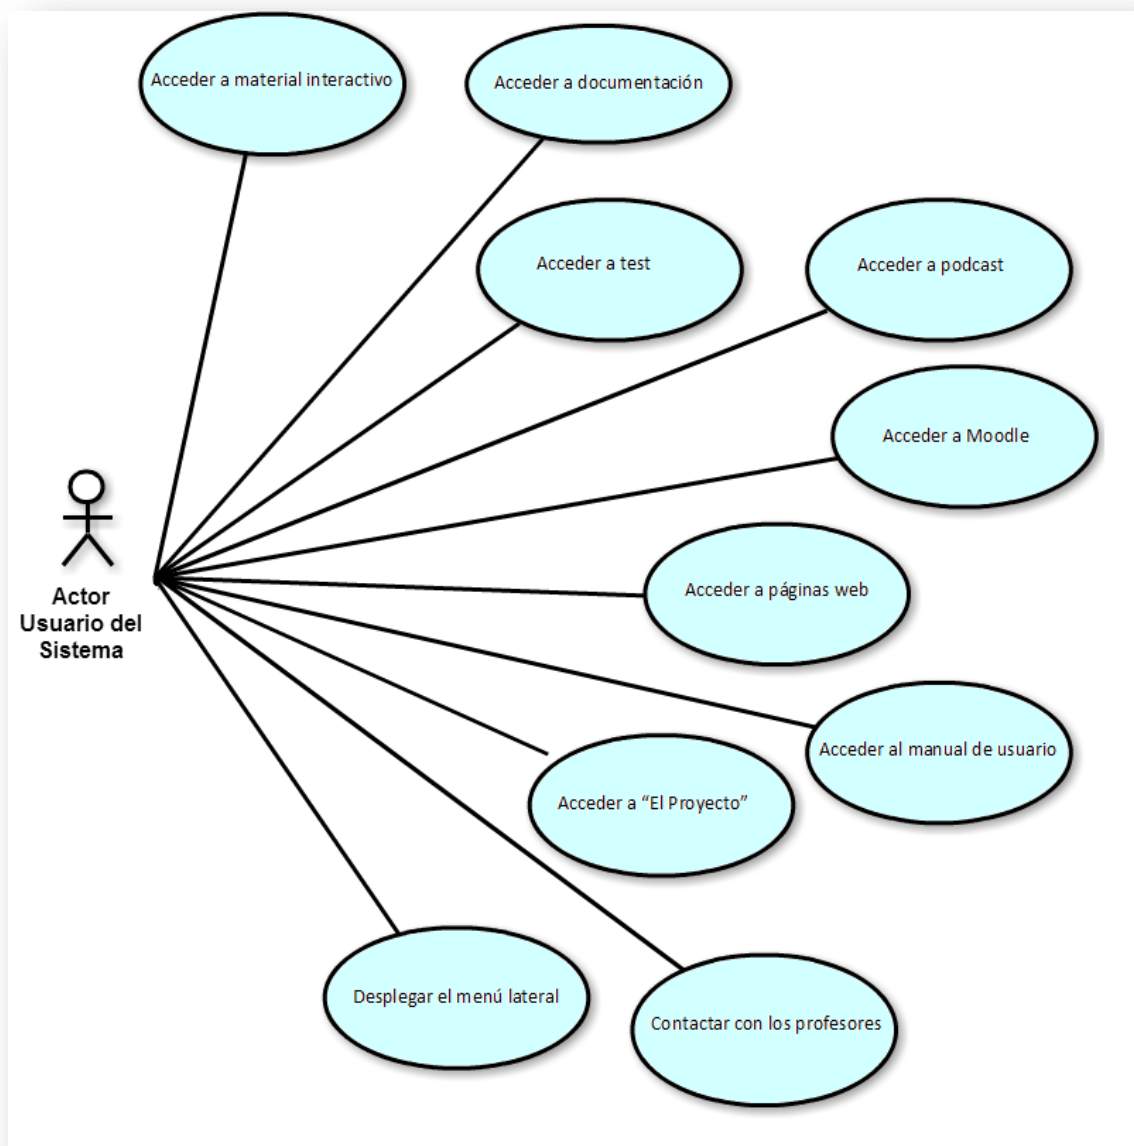 Acceder a material interactivo
Acceder a documentación
Acceder a test
Acceder a podcast
Acceder a Moodle
Actor
Usuario del
Sistema
Acceder a páginas web
Acceder al manual de usuario
Acceder a “El Proyecto”
Desplegar el menú lateral
Contactar con los profesores